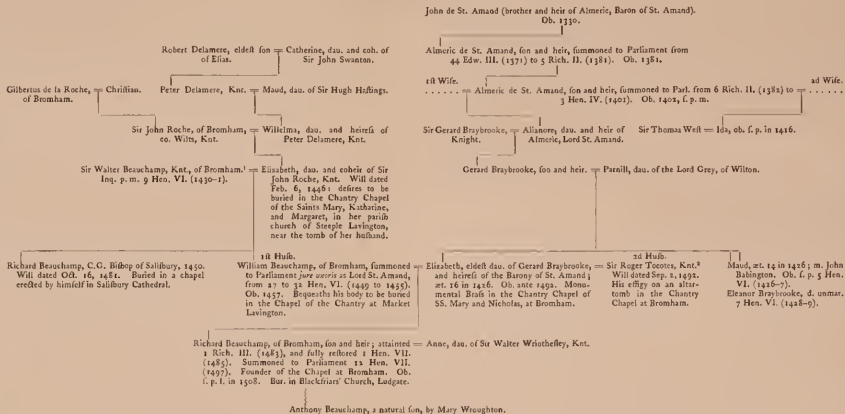 John de St. Amand (brother and heir of Almeric, Baron of St. Amand).
Ob. 1330.
Robert Delamere, eldeſt ſon = Catherine, dau. and coh. of
of Eſias. Sir John Swanton.
Almeric de St. Amand, ſon and heir, summoned to Parliament from
44 Edw. III. (1371) to 5 Rich. II. (1381). Ob. 1381.
Gilbertus de la Roche, = Chriſtian.
of Bromham.
Peter Delamere, Knt. = Maud, dau. of Sir Hugh Haſtings.
1ſt Wife.
. . . . . . = Almeric de St. Amand, ſon and heir, summoned to Parl. from 6 Rich. II. (1382) to =
3 Hen. IV. (1401). Ob. 1402, ſ. p. m.
2d Wife.
. . . . . .
Sir John Roche, of Bromham, = Wilhelma, dau. and heireſs of
co. Wilts, Knt. Peter Delamere, Knt.
Sir Gerard Braybrooke, = Alianore, dau. and heir of
Knight. Almeric, Lord St. Amand.
Sir Thomas Weſt = Ida, ob. ſ. p. in 1416.
Sir Walter Beauchamp, Knt., of Bromham.¹ =
Inq. p. m. 9 Hen. VI. (1430-1).
Elizabeth, dau. and coheir of Sir
John Roche, Knt. Will dated
Feb. 6, 1446: desires to be
buried in the Chantry Chapel
of the Saints Mary, Katharine,
and Margaret, in her pariſh
church of Steeple Lavington,
near the tomb of her huſband.
Gerard Braybrooke, ſon and heir. = Parnill, dau. of the Lord Grey, of Wilton.
Richard Beauchamp, C.G. Biſhop of Saliſbury, 1450.
Will dated Oct. 16, 1481. Buried in a chapel
erected by himſelf in Saliſbury Cathedral.
1ſt Huſb.
William Beauchamp, of Bromham, summoned =
to Parliament jure uxoris as Lord St. Amand,
from 27 to 32 Hen. VI. (1449 to 1455).
Ob. 1457. Bequeaths his body to be buried
in the Chapel of the Chantry at Market
Lavington.
Elizabeth, eldeſt dau. of Gerard Braybrooke, =
and heireſs of the Barony of St. Amand;
æt. 16 in 1426. Ob. ante 1492. Monu-
mental Braſs in the Chantry Chapel of
SS. Mary and Nicholas, at Bromham.
2d Huſb.
Sir Roger Tocotes, Knt.²
Will dated Sep. 2, 1492.
His effigy on an altar-
tomb in the Chantry
Chapel at Bromham.
Maud, æt. 14 in 1426; m. John
Babington. Ob. ſ. p. 5 Hen.
VI. (1426-7).
Eleanor Braybrooke, d. unmar.
7 Hen. VI. (1428-9).
Richard Beauchamp, of Bromham, ſon and heir; attainted = Anne, dau. of Sir Walter Wriotheſley, Knt.
1 Rich. III. (1483), and fully reſtored 1 Hen. VII.
(1485). Summoned to Parliament 12 Hen. VII.
(1497). Founder of the Chapel at Bromham. Ob.
ſ. p. l. in 1508. Bur. in Blackfriars' Church, Ludgate.
Anthony Beauchamp, a natural ſon, by Mary Wroughton.